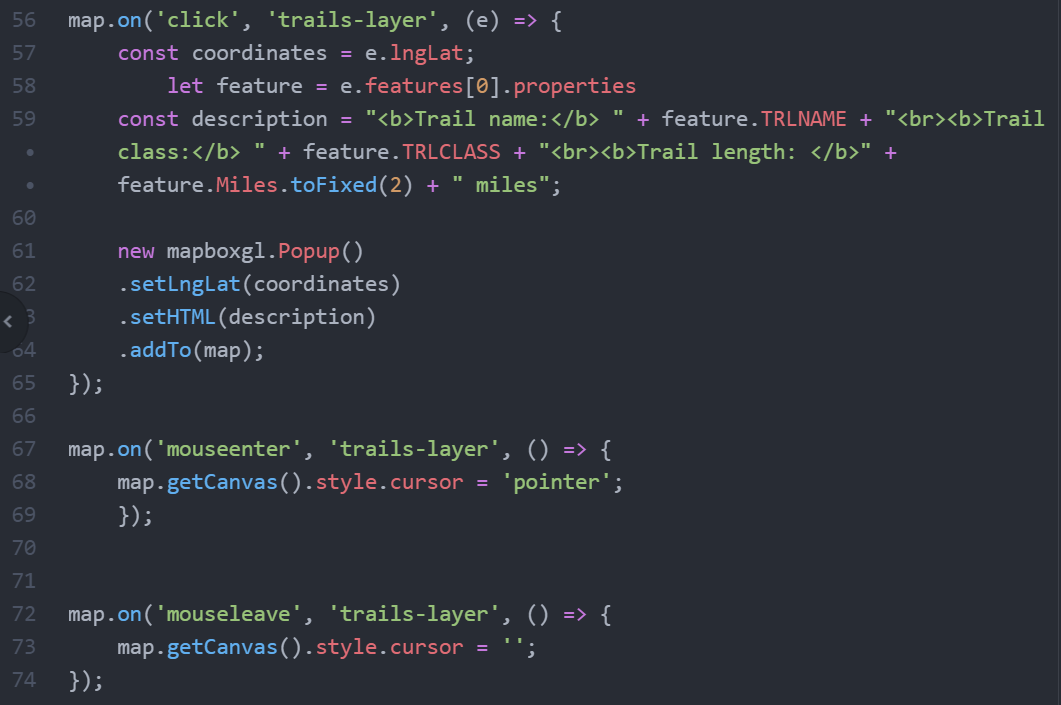 56 map.on('click', 'trails-layer', (e) => {
57 const coordinates = e.lngLat;
58 let feature = e.features[0].properties
59 const description = "<b>Trail name:</b> " + feature.TRLNAME + "<br><b>Trail
• class:</b> " + feature.TRLCLASS + "<br><b>Trail length: </b>" +
• feature.Miles.toFixed(2) + " miles";
60
61 new mapboxgl.Popup()
62 .setLngLat(coordinates)
3 .setHTML(description)
64 .addTo(map);
65 });
66
67 map.on('mouseenter', 'trails-layer', () => {
68 map.getCanvas().style.cursor = 'pointer';
69 });
70
71
72 map.on('mouseleave', 'trails-layer', () => {
73 map.getCanvas().style.cursor = '';
74 });